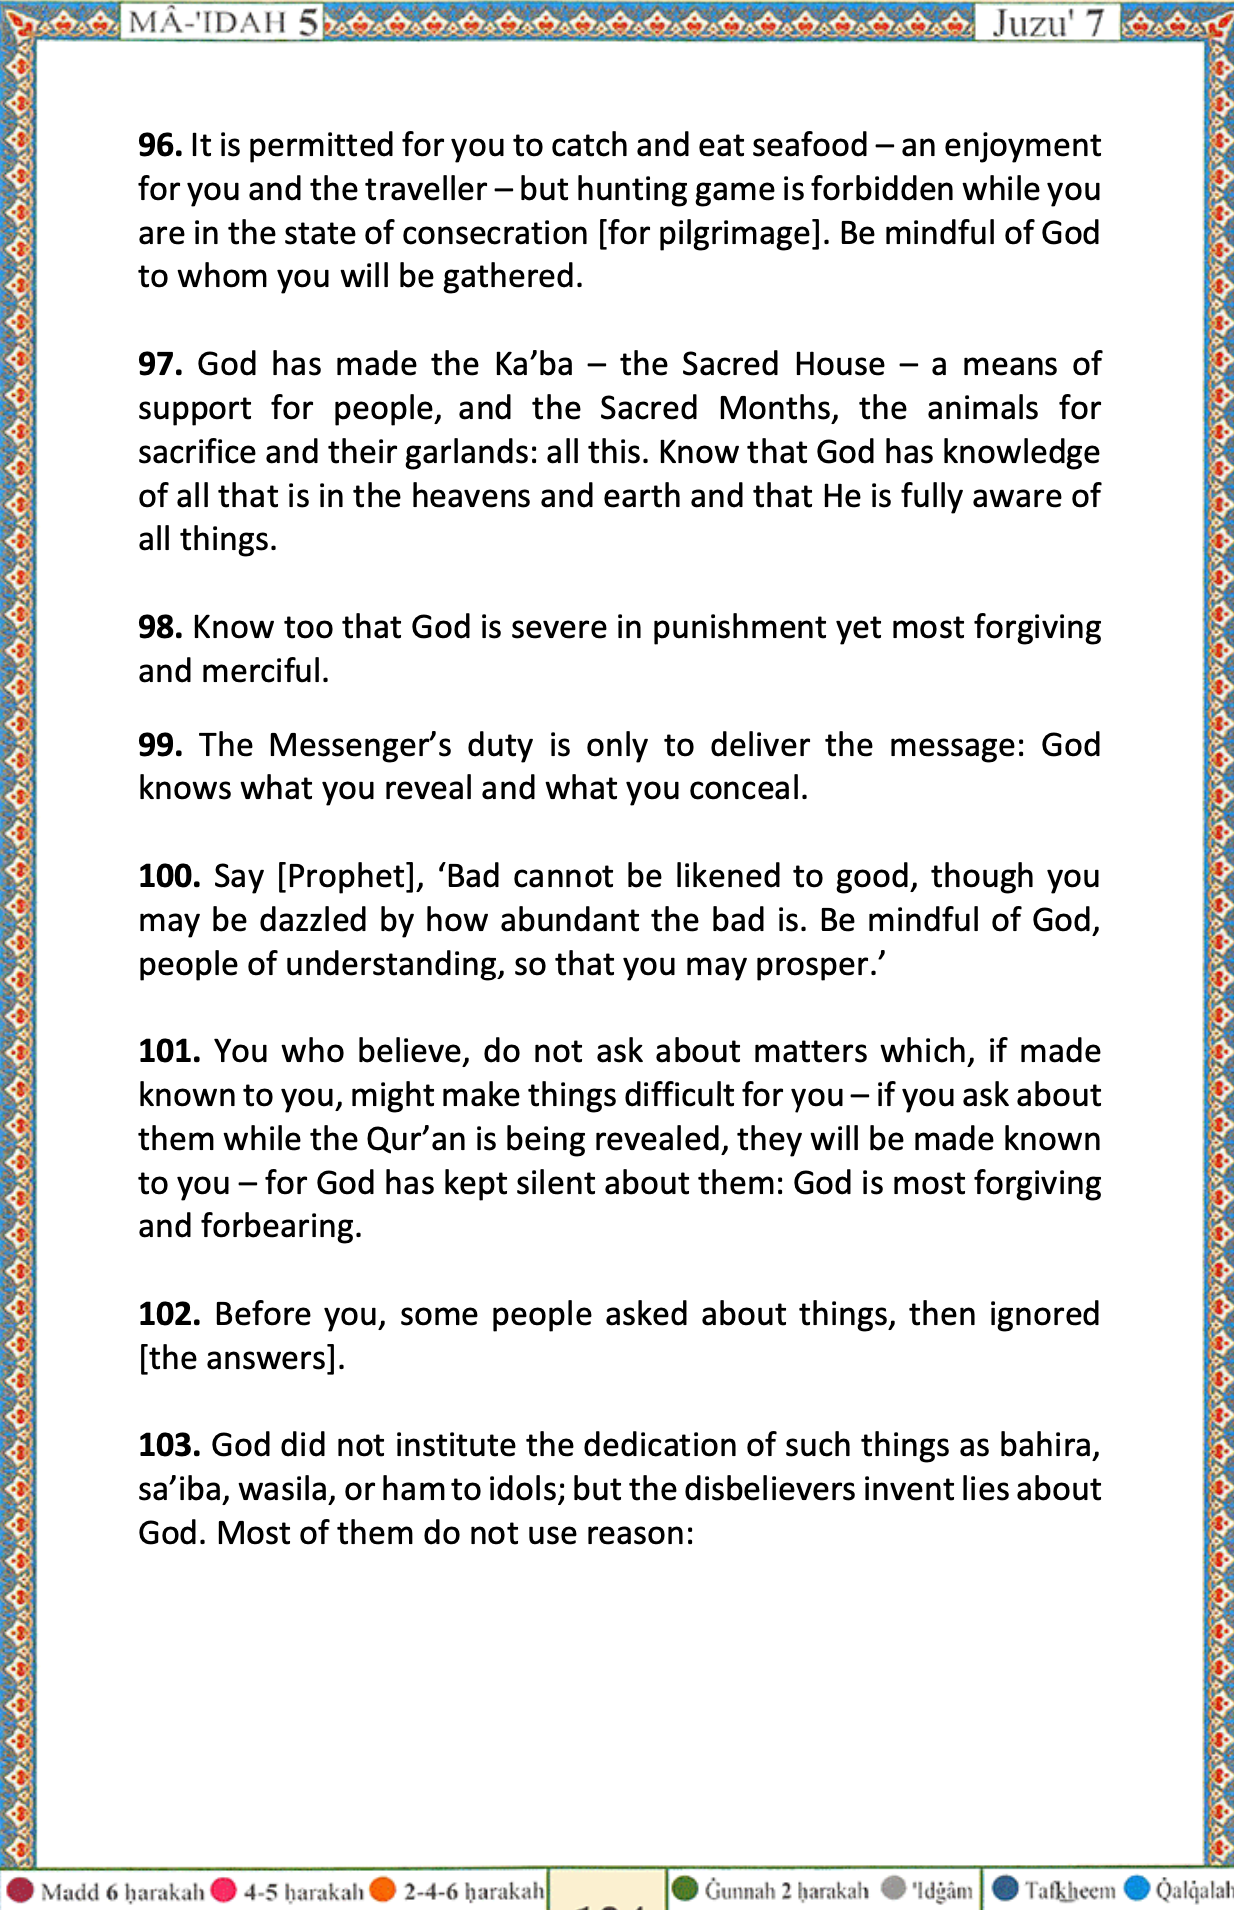 MÂ-'IDAH 5
Juzu' 7
96. It is permitted for you to catch and eat seafood – an enjoyment
for you and the traveller – but hunting game is forbidden while you
are in the state of consecration [for pilgrimage]. Be mindful of God
to whom you will be gathered.
97. God has made the Ka’ba – the Sacred House – a means of
support for people, and the Sacred Months, the animals for
sacrifice and their garlands: all this. Know that God has knowledge
of all that is in the heavens and earth and that He is fully aware of
all things.
98. Know too that God is severe in punishment yet most forgiving
and merciful.
99. The Messenger’s duty is only to deliver the message: God
knows what you reveal and what you conceal.
100. Say [Prophet], ‘Bad cannot be likened to good, though you
may be dazzled by how abundant the bad is. Be mindful of God,
people of understanding, so that you may prosper.’
101. You who believe, do not ask about matters which, if made
known to you, might make things difficult for you – if you ask about
them while the Qur’an is being revealed, they will be made known
to you – for God has kept silent about them: God is most forgiving
and forbearing.
102. Before you, some people asked about things, then ignored
[the answers].
103. God did not institute the dedication of such things as bahira,
sa’iba, wasila, or ham to idols; but the disbelievers invent lies about
God. Most of them do not use reason:
Madd 6 ḥarakah 4-5 ḥarakah 2-4-6 ḥarakah Ġunnah 2 ḥarakah 'Idġâm Tafk͟heem Q̇alq̇alah